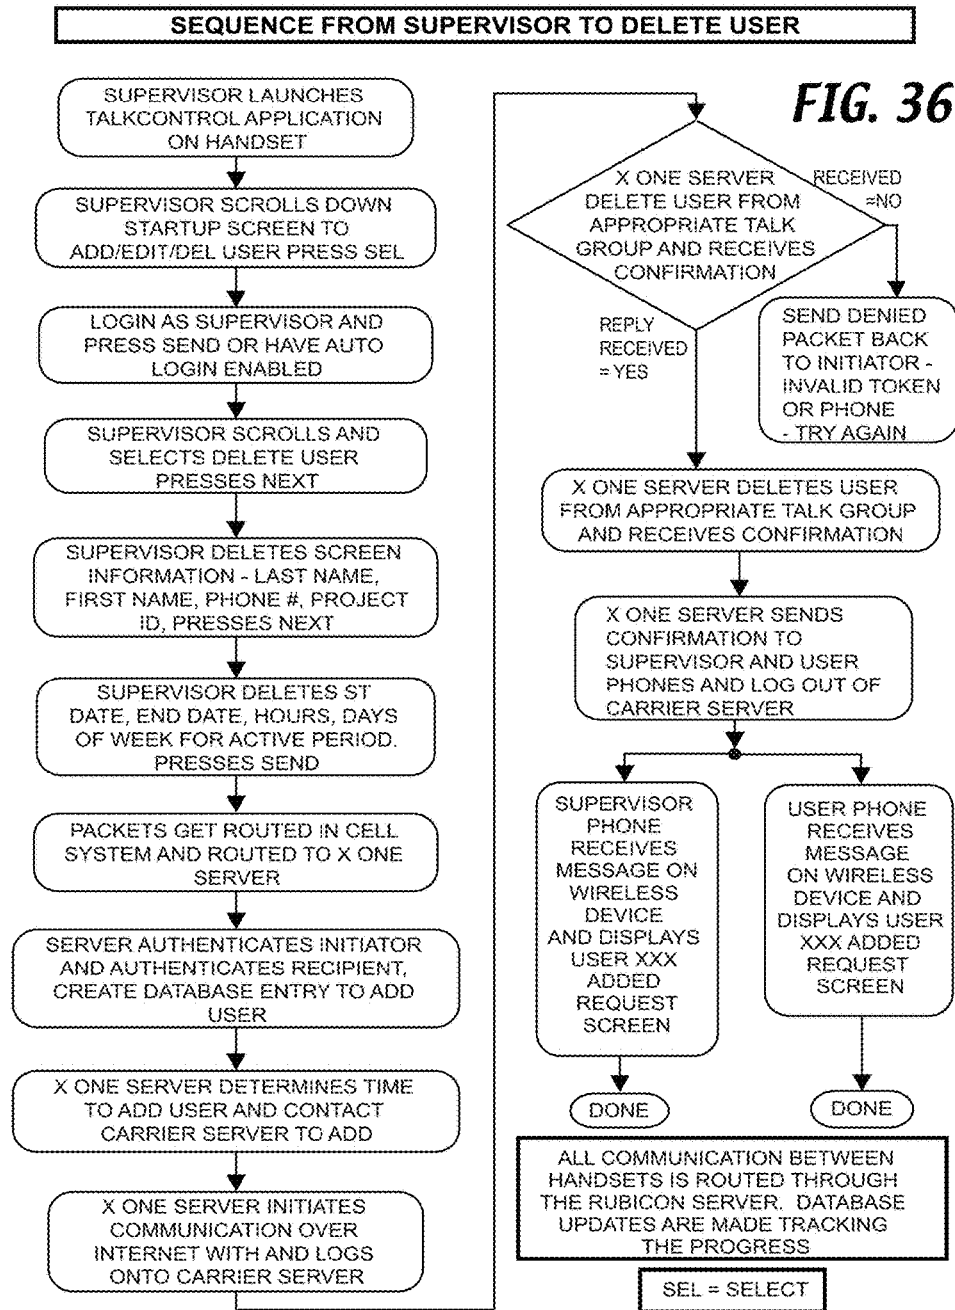 SEQUENCE FROM SUPERVISOR TO DELETE USER
FIG. 36
SUPERVISOR LAUNCHES
TALKCONTROL APPLICATION
ON HANDSET
SUPERVISOR SCROLLS DOWN
STARTUP SCREEN TO
ADD/EDIT/DEL USER PRESS SEL
LOGIN AS SUPERVISOR AND
PRESS SEND OR HAVE AUTO
LOGIN ENABLED
SUPERVISOR SCROLLS AND
SELECTS DELETE USER
PRESSES NEXT
SUPERVISOR DELETES SCREEN
INFORMATION - LAST NAME,
FIRST NAME, PHONE #, PROJECT
ID, PRESSES NEXT
SUPERVISOR DELETES ST
DATE, END DATE, HOURS, DAYS
OF WEEK FOR ACTIVE PERIOD.
PRESSES SEND
PACKETS GET ROUTED IN CELL
SYSTEM AND ROUTED TO X ONE
SERVER
SERVER AUTHENTICATES INITIATOR
AND AUTHENTICATES RECIPIENT,
CREATE DATABASE ENTRY TO ADD
USER
X ONE SERVER DETERMINES TIME
TO ADD USER AND CONTACT
CARRIER SERVER TO ADD
X ONE SERVER INITIATES
COMMUNICATION OVER
INTERNET WITH AND LOGS
ONTO CARRIER SERVER
X ONE SERVER
DELETE USER FROM
APPROPRIATE TALK
GROUP AND RECEIVES
CONFIRMATION
RECEIVED
=NO
REPLY
RECEIVED
= YES
SEND DENIED
PACKET BACK
TO INITIATOR -
INVALID TOKEN
OR PHONE
- TRY AGAIN
X ONE SERVER DELETES USER
FROM APPROPRIATE TALK GROUP
AND RECEIVES CONFIRMATION
X ONE SERVER SENDS
CONFIRMATION TO
SUPERVISOR AND USER
PHONES AND LOG OUT OF
CARRIER SERVER
SUPERVISOR
PHONE
RECEIVES
MESSAGE ON
WIRELESS
DEVICE
AND DISPLAYS
USER XXX
ADDED
REQUEST
SCREEN
USER PHONE
RECEIVES
MESSAGE
ON WIRELESS
DEVICE AND
DISPLAYS USER
XXX ADDED
REQUEST
SCREEN
DONE
DONE
ALL COMMUNICATION BETWEEN
HANDSETS IS ROUTED THROUGH
THE RUBICON SERVER. DATABASE
UPDATES ARE MADE TRACKING
THE PROGRESS
SEL = SELECT